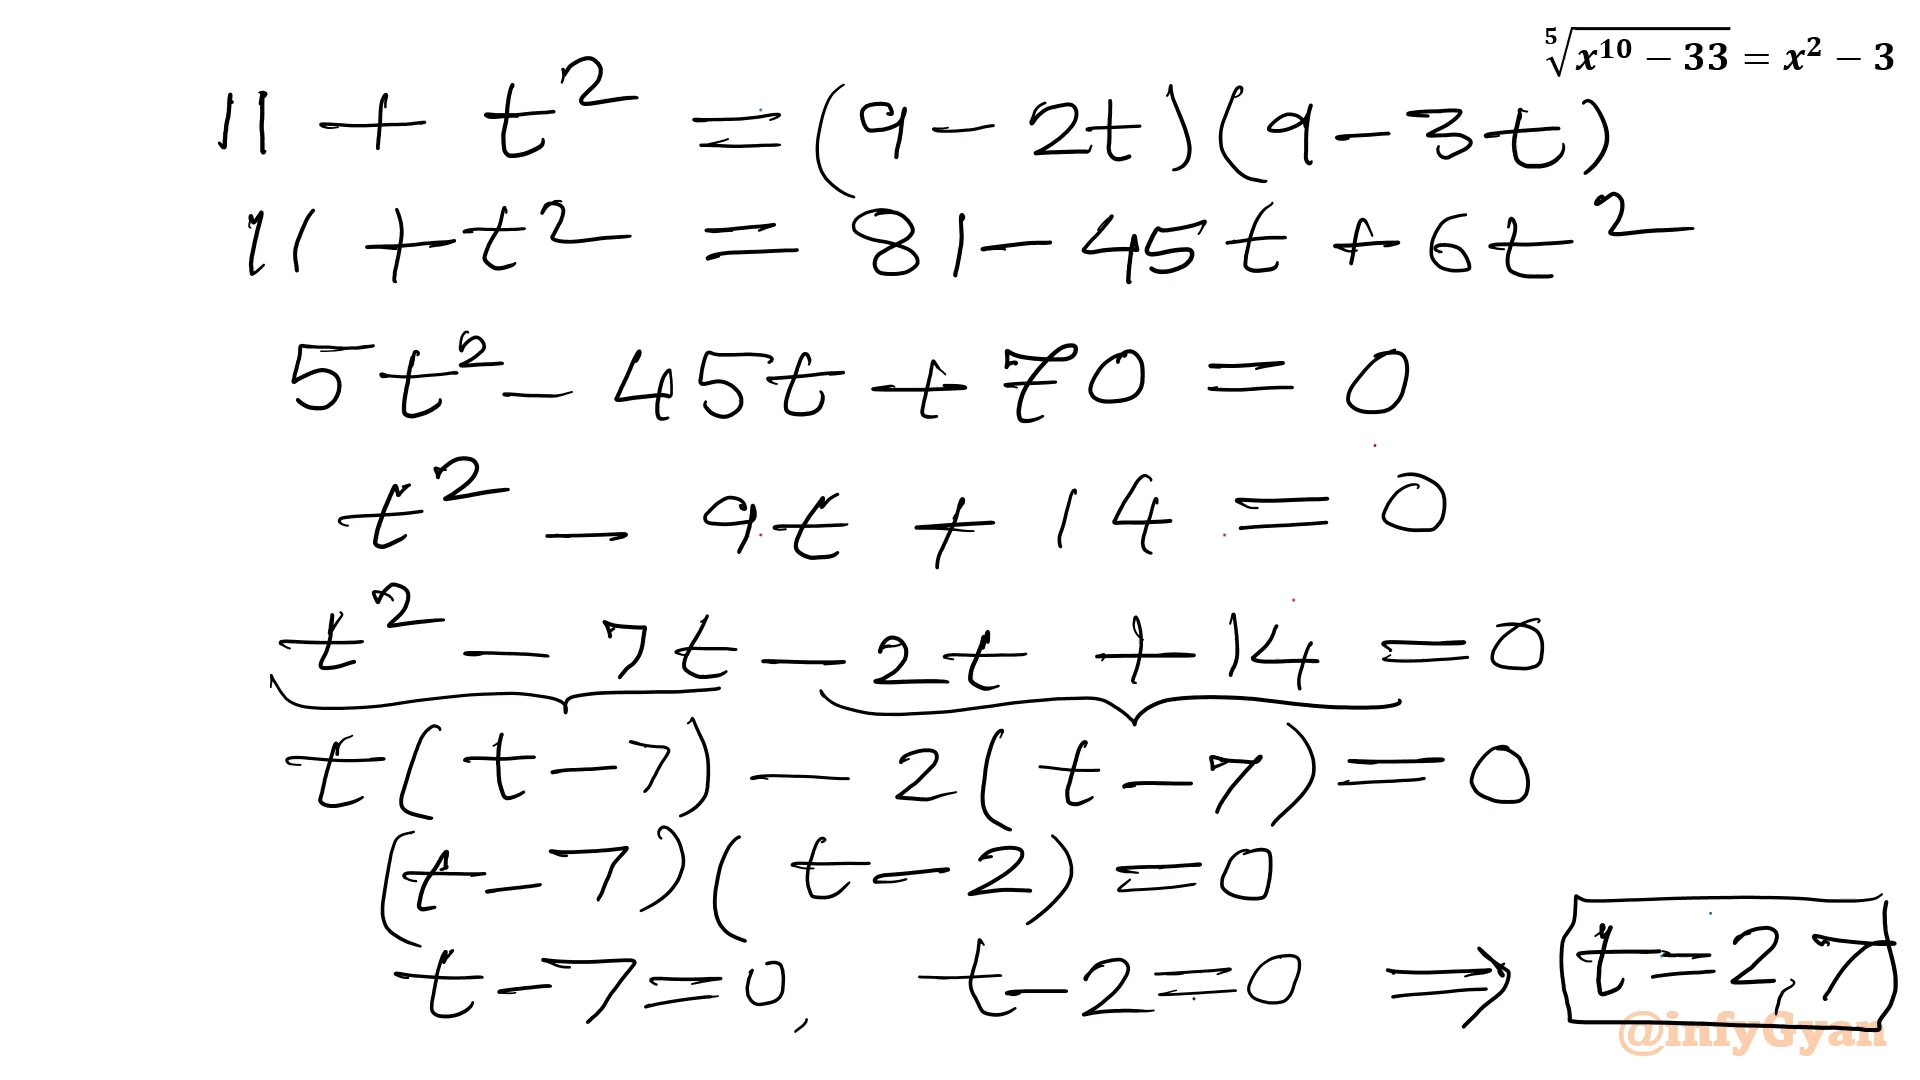 ⁵√(x¹⁰ − 33) = x² − 3
11 + t² = (9 − 2t)(9 − 3t)
11 + t² = 81 − 45t + 6t²
5t² − 45t + 70 = 0
t² − 9t + 14 = 0
t² − 7t − 2t + 14 = 0
t(t − 7) − 2(t − 7) = 0
(t − 7)(t − 2) = 0
t − 7 = 0, t − 2 = 0 ⇒ t = 2, 7
@infyGyan